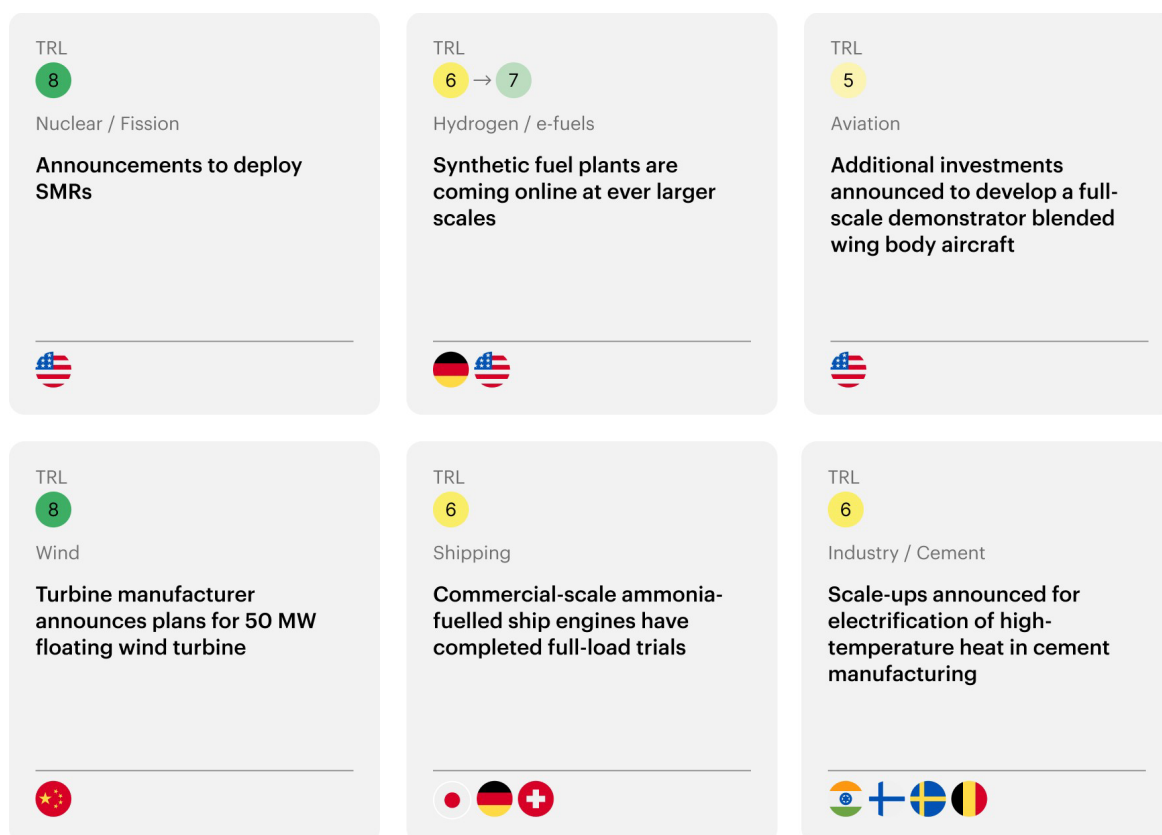 TRL
8
Nuclear / Fission
Announcements to deploy
SMRs
TRL
6 → 7
Hydrogen / e-fuels
Synthetic fuel plants are
coming online at ever larger
scales
TRL
5
Aviation
Additional investments
announced to develop a full-
scale demonstrator blended
wing body aircraft
TRL
8
Wind
Turbine manufacturer
announces plans for 50 MW
floating wind turbine
TRL
6
Shipping
Commercial-scale ammonia-
fuelled ship engines have
completed full-load trials
TRL
6
Industry / Cement
Scale-ups announced for
electrification of high-
temperature heat in cement
manufacturing